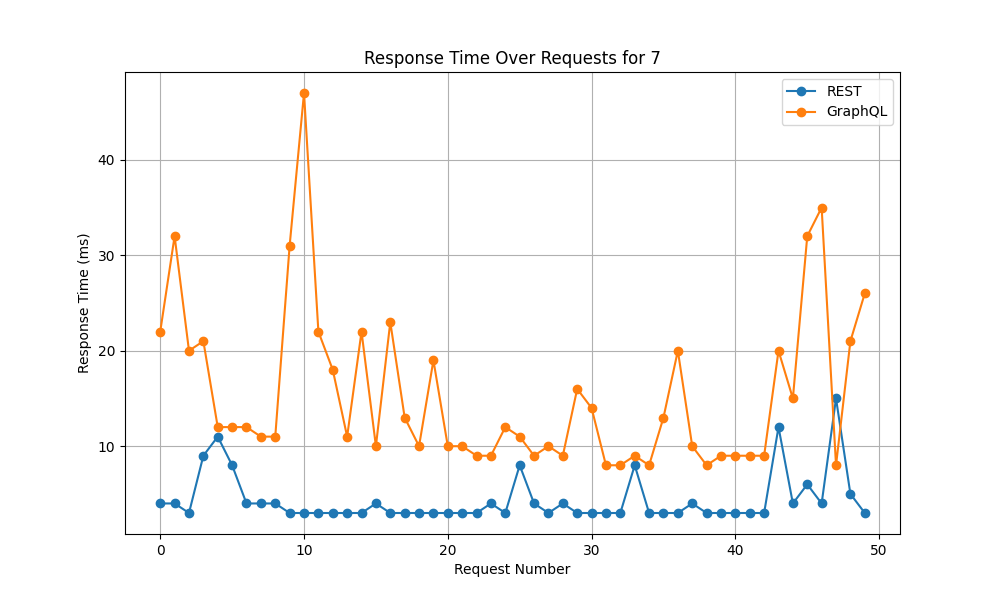 Response Time Over Requests for 7
REST
GraphQL
40
30
20
10
Response Time (ms)
0 10 20 30 40 50
Request Number